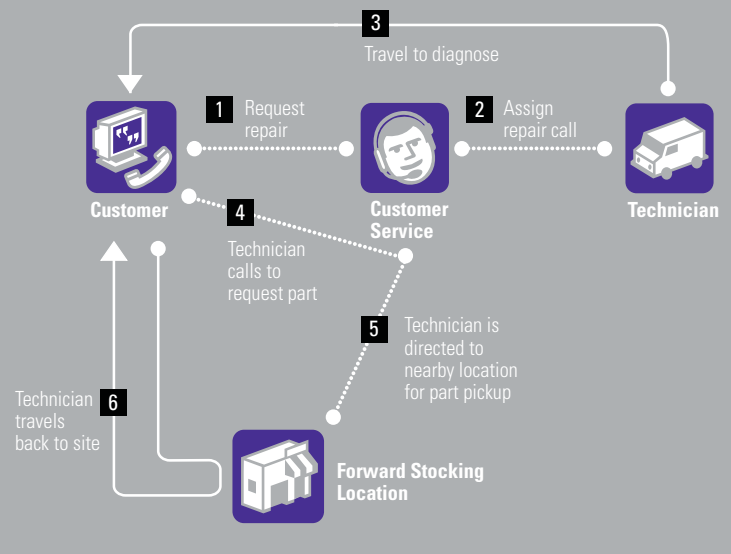 3
Travel to diagnose
1
Request
repair
2
Assign
repair call
Customer
Customer
Service
Technician
4
Technician
calls to
request part
5
Technician is
directed to
nearby location
for part pickup
6
Technician
travels
back to site
Forward Stocking
Location